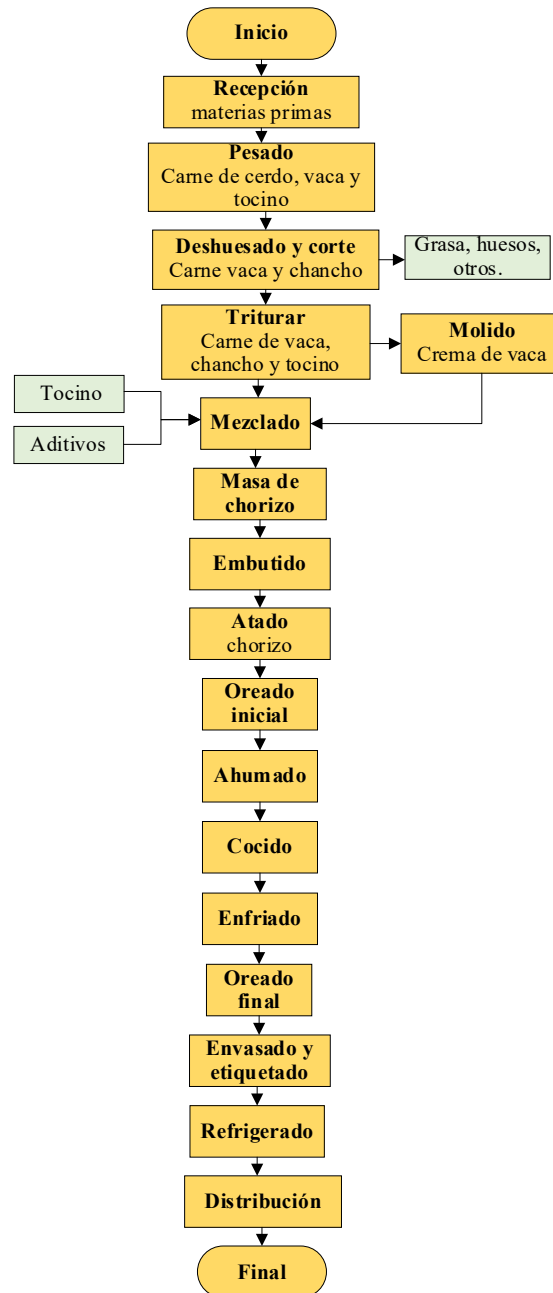 Inicio
Recepción
materias primas
Pesado
Carne de cerdo, vaca y
tocino
Deshuesado y corte
Carne vaca y chancho
Grasa, huesos,
otros.
Triturar
Carne de vaca,
chancho y tocino
Molido
Crema de vaca
Tocino
Aditivos
Mezclado
Masa de
chorizo
Embutido
Atado
chorizo
Oreado
inicial
Ahumado
Cocido
Enfriado
Oreado
final
Envasado y
etiquetado
Refrigerado
Distribución
Final